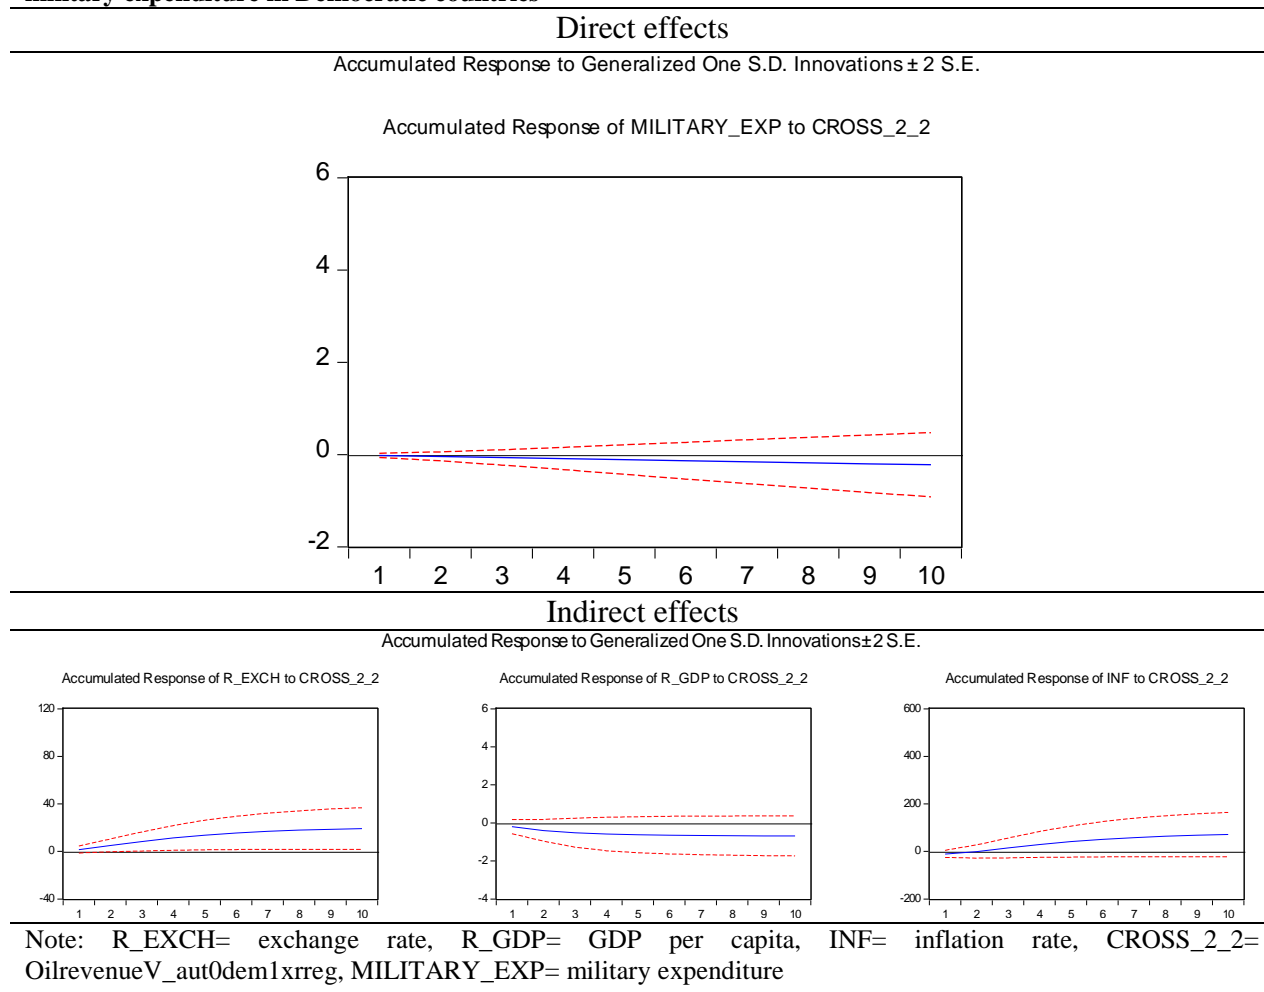 military expenditure in Democratic countries
Direct effects
Accumulated Response to Generalized One S.D. Innovations ± 2 S.E.
Accumulated Response of MILITARY_EXP to CROSS_2_2
6
4
2
0
-2
1 2 3 4 5 6 7 8 9 10
Indirect effects
Accumulated Response to Generalized One S.D. Innovations ± 2 S.E.
Accumulated Response of R_EXCH to CROSS_2_2
120
80
40
0
-40
1 2 3 4 5 6 7 8 9 10
Accumulated Response of R_GDP to CROSS_2_2
6
4
2
0
-2
-4
1 2 3 4 5 6 7 8 9 10
Accumulated Response of INF to CROSS_2_2
600
400
200
0
-200
1 2 3 4 5 6 7 8 9 10
Note: R_EXCH= exchange rate, R_GDP= GDP per capita, INF= inflation rate, CROSS_2_2=
OilrevenueV_aut0dem1xrreg, MILITARY_EXP= military expenditure